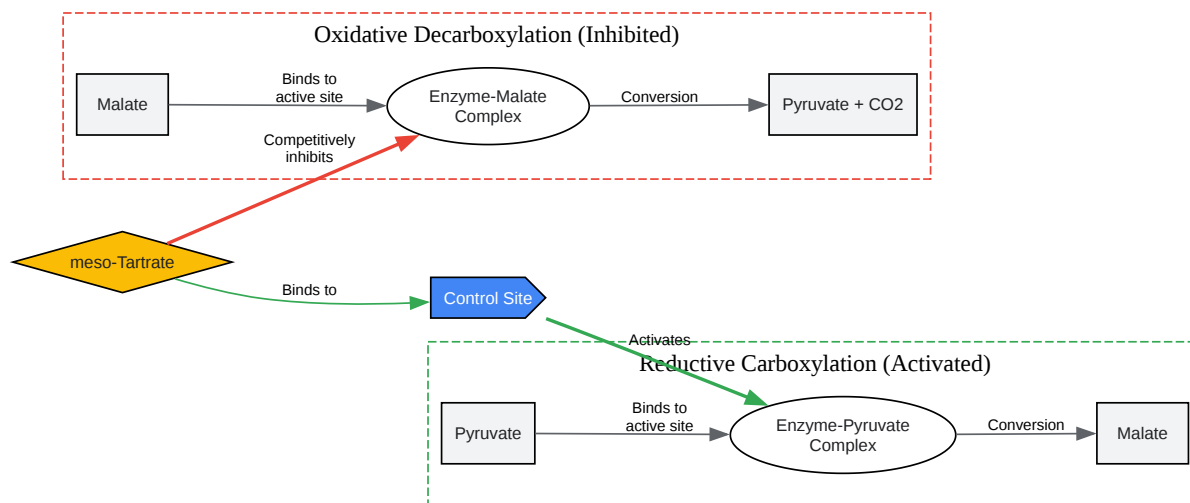 Oxidative Decarboxylation (Inhibited)
Malate
Binds to
active site
Enzyme-Malate
Complex
Conversion
Pyruvate + CO2
Competitively
inhibits
meso-Tartrate
Binds to
Control Site
Activates
Reductive Carboxylation (Activated)
Pyruvate
Binds to
active site
Enzyme-Pyruvate
Complex
Conversion
Malate